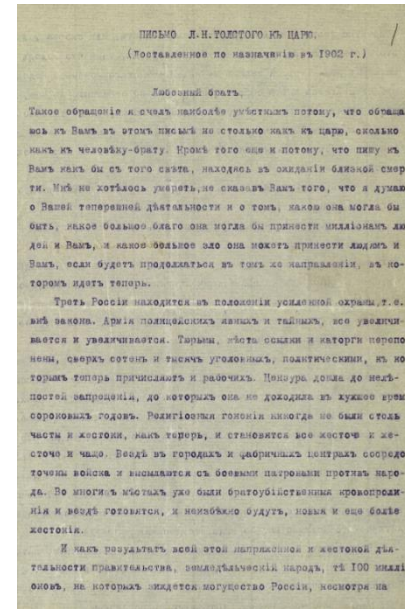 ПИСЬМО Л.Н.ТОЛСТОГО КЪ ЦАРЮ.
/
(Доставленное по назначенію въ 1902 г.)
Любезный братъ.
Такое обращеніе я счелъ наиболѣе умѣстнымъ потому, что обраща
юсь къ Вамъ въ этомъ письмѣ не столько какъ къ царю, сколько
какъ къ человѣку-брату. Кромѣ того еще и потому, что пишу къ
Вамъ какъ бы съ того свѣта, находясь въ ожиданіи близкой смер
ти. Мнѣ не хотѣлось умереть,не сказавъ Вамъ того, что я думаю
о Вашей теперешней дѣятельности и о томъ, какою она могла бы
быть, какое большое благо она могла бы принести милліонамъ лю
дей и Вамъ, и какое большое зло она можетъ принести людямъ и
Вамъ, если будетъ продолжаться въ томъ же направленіи, въ ко-
торомъ идетъ теперь.
Треть Россіи находится въ положеніи усиленной охраны,т.е.
внѣ закона. Армія полицейскихъ явныхъ и тайныхъ, все увеличи-
вается и увеличивается. Тюрьмы, мѣста ссылки и каторги перепол
нены, сверхъ сотенъ и тысячъ уголовныхъ, политическими, къ ко
торымъ теперь причисляютъ и рабочихъ. Цензура дошла до нелѣ-
постей запрещеній, до которыхъ она не доходила въ худшее время
сороковыхъ годовъ. Религіозныя гоненія никогда не были столь
часты и жестоки, какъ теперь, и становятся все жесточе и же-
сточе и чаще. Вездѣ въ городахъ и фабричныхъ центрахъ сосредо
точены войска и высылаются съ боевыми патронами противъ наро-
да. Во многихъ мѣстахъ уже были братоубійственныя кровопроли-
нія и вездѣ готовятся, и неизбѣжно будутъ, новыя и еще болѣе
жестокія.
И какъ результатъ всей этой напряженной и жестокой дѣя-
тельности правительства, земледѣльческій народъ, тѣ 100 милл
оновъ, на которыхъ зиждется могущество Россіи, несмотря на